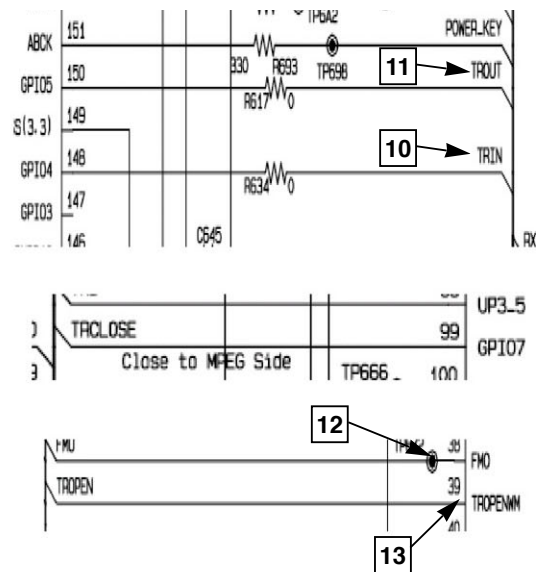 TP6A2
ABCK 151 POWER_KEY
330 R693 TP698 11 TROUT
GPIO5 150
R617 0
S(3.3) 149
10 TRIN
GPIO4 148
R634 0
GPIO3 147
C645
146 RX
UP3_5
TRCLOSE 99 GPIO7
Close to MPEG Side TP666 100
12
FMO 38 FMO
TROPEN 39 TROPENWM
40
13